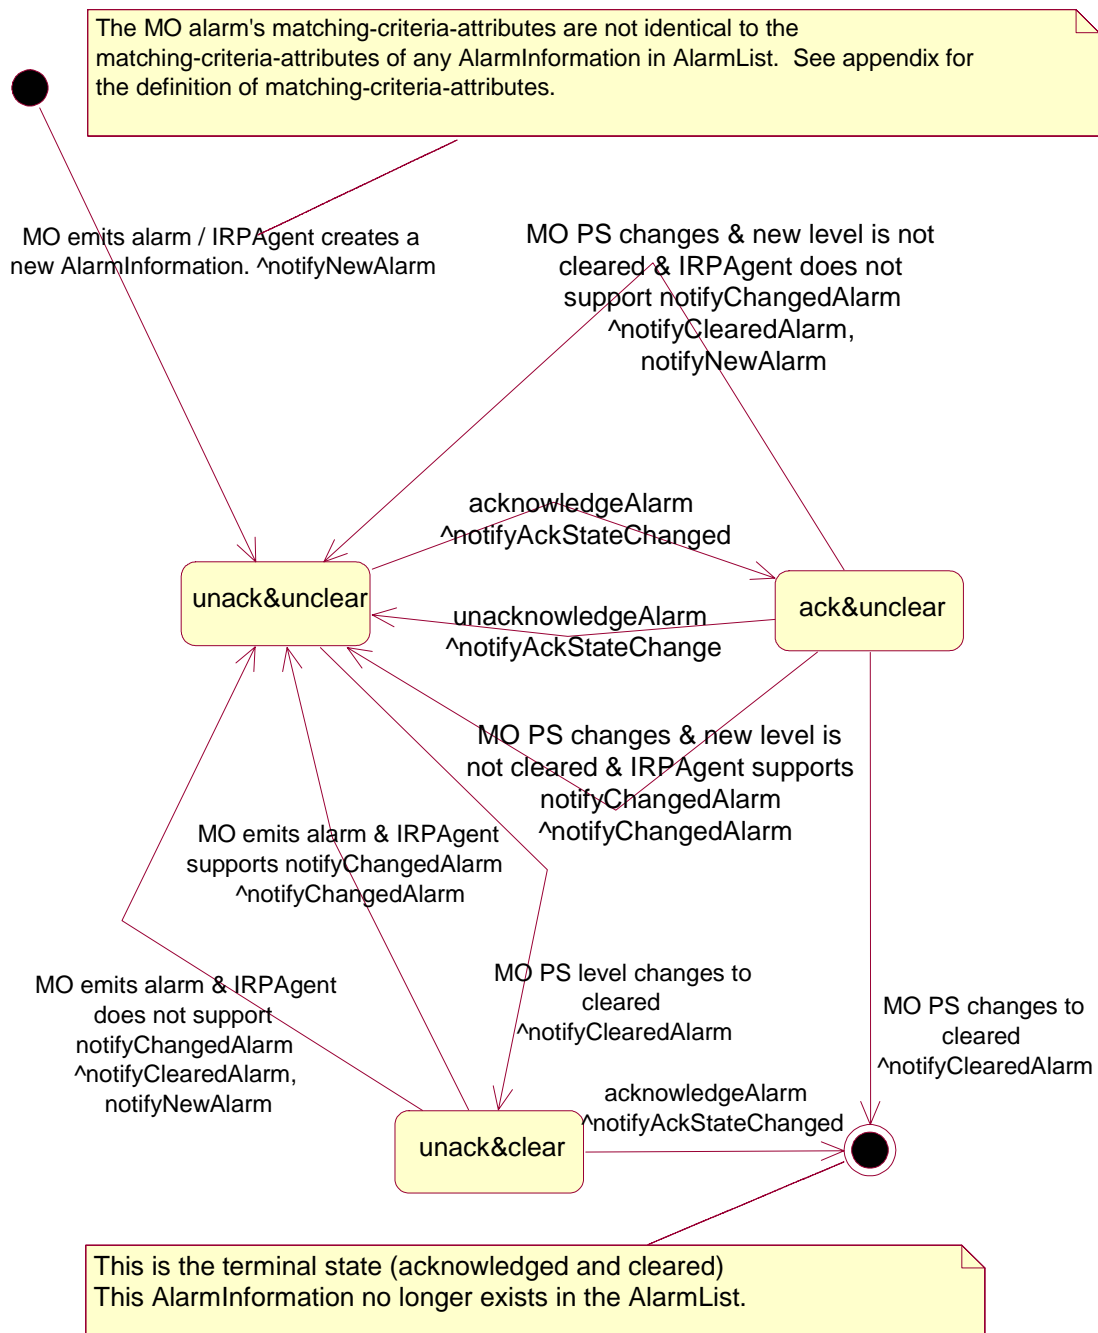 The MO alarm's matching-criteria-attributes are not identical to the
matching-criteria-attributes of any AlarmInformation in AlarmList.  See appendix for
the definition of matching-criteria-attributes.
MO emits alarm / IRPAgent creates a
new AlarmInformation. ^notifyNewAlarm
MO PS changes & new level is not
cleared & IRPAgent does not
support notifyChangedAlarm
^notifyClearedAlarm,
notifyNewAlarm
acknowledgeAlarm
^notifyAckStateChanged
unack&unclear
ack&unclear
unacknowledgeAlarm
^notifyAckStateChange
MO PS changes & new level is
not cleared & IRPAgent supports
notifyChangedAlarm
^notifyChangedAlarm
MO emits alarm & IRPAgent
supports notifyChangedAlarm
^notifyChangedAlarm
MO emits alarm & IRPAgent
does not support
notifyChangedAlarm
^notifyClearedAlarm,
notifyNewAlarm
MO PS level changes to
cleared
^notifyClearedAlarm
MO PS changes to
cleared
^notifyClearedAlarm
acknowledgeAlarm
^notifyAckStateChanged
unack&clear
This is the terminal state (acknowledged and cleared)
This AlarmInformation no longer exists in the AlarmList.